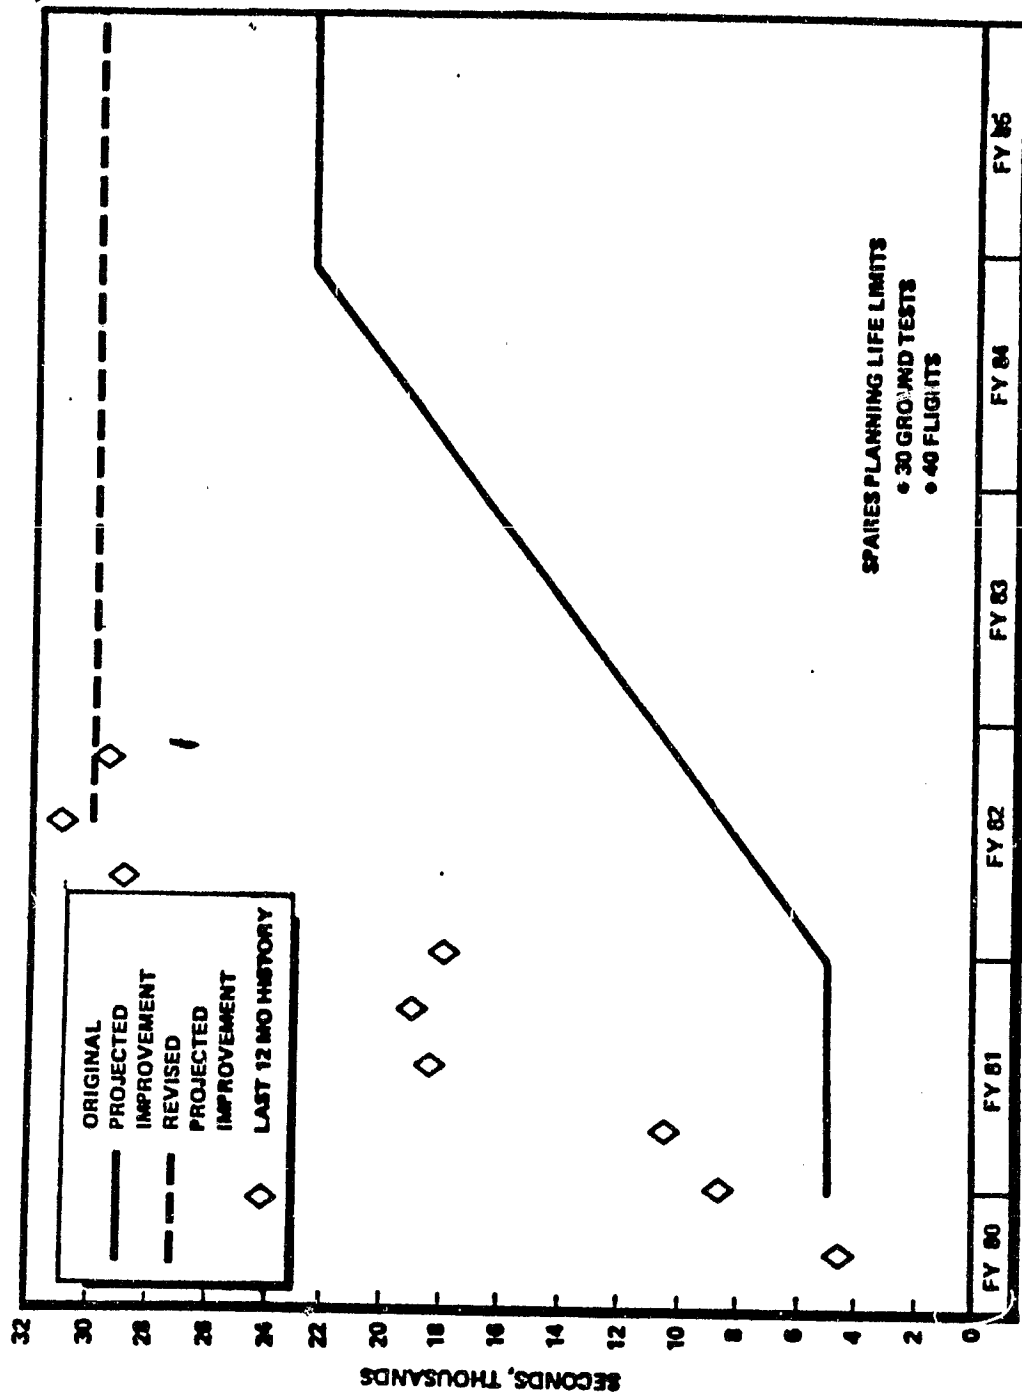 SECONDS, THOUSANDS
32
30
28
26
24
22
20
18
16
14
12
10
8
6
4
2
0
ORIGINAL
PROJECTED
IMPROVEMENT
REVISED
PROJECTED
IMPROVEMENT
LAST 12 MO HISTORY
SPARES PLANNING LIFE LIMITS
• 30 GROUND TESTS
• 40 FLIGHTS
FY 80
FY 81
FY 82
FY 83
FY 84
FY 85